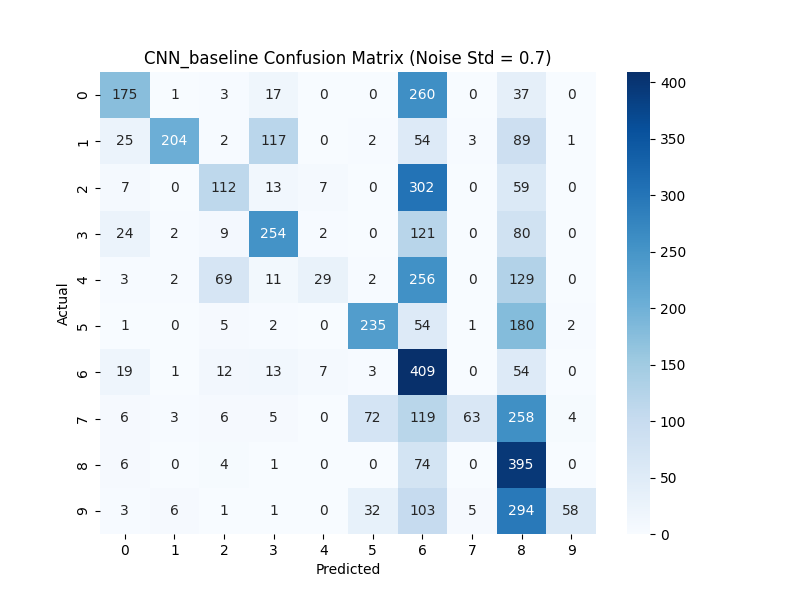 CNN_baseline Confusion Matrix (Noise Std = 0.7)
0 175 1 3 17 0 0 260 0 37 0
1 25 204 2 117 0 2 54 3 89 1
2 7 0 112 13 7 0 302 0 59 0
3 24 2 9 254 2 0 121 0 80 0
4 3 2 69 11 29 2 256 0 129 0
5 1 0 5 2 0 235 54 1 180 2
6 19 1 12 13 7 3 409 0 54 0
7 6 3 6 5 0 72 119 63 258 4
8 6 0 4 1 0 0 74 0 395 0
9 3 6 1 1 0 32 103 5 294 58
0 1 2 3 4 5 6 7 8 9
Predicted
Actual
400
350
300
250
200
150
100
50
0